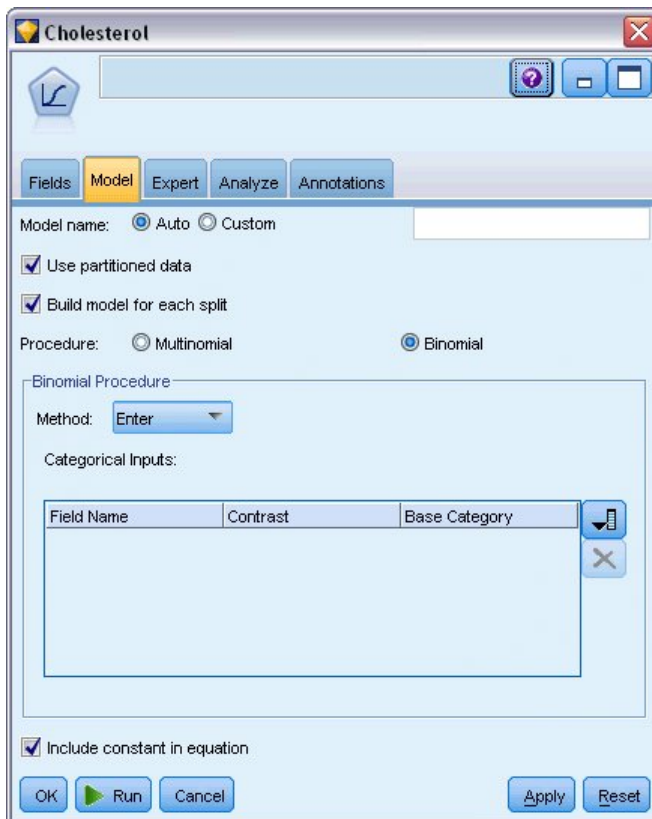 Cholesterol
Fields Model Expert Analyze Annotations
Model name: Auto Custom
Use partitioned data
Build model for each split
Procedure: Multinomial Binomial
Binomial Procedure
Method: Enter
Categorical Inputs:
Field Name Contrast Base Category
Include constant in equation
OK Run Cancel Apply Reset